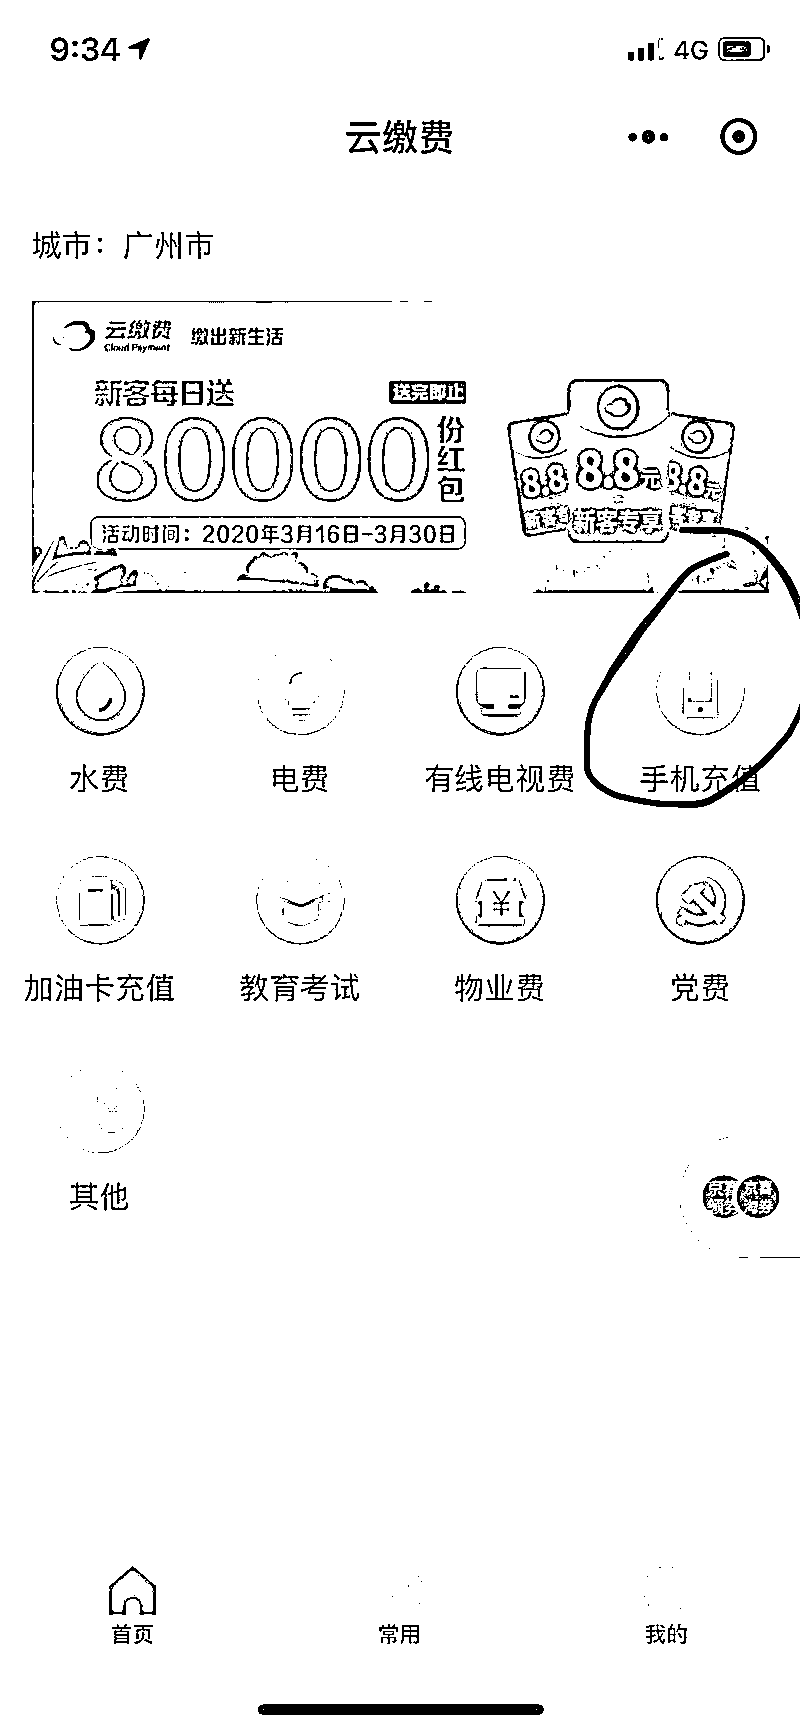 9:34
4G
云缴费
城市：广州市
云缴费 缴出新生活
Cloud Payment
新客每日送 送完即止
80000份红包
活动时间：2020年3月16日-3月30日
8.8 8.8元 8.8元
新客专享
水费 电费 有线电视费 手机充值
加油卡充值 教育考试 物业费 党费
其他
首页 常用 我的